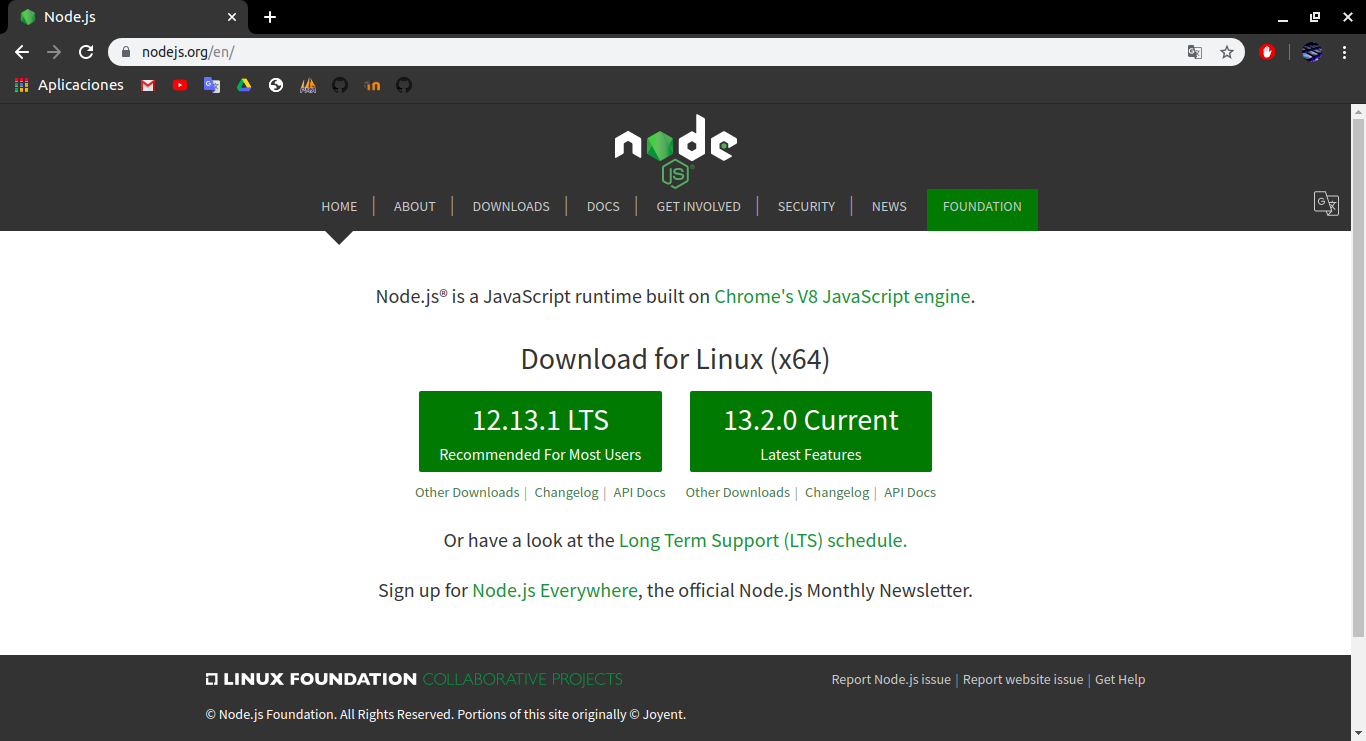 Node.js
nodejs.org/en/
Aplicaciones
node
JS
HOME | ABOUT | DOWNLOADS | DOCS | GET INVOLVED | SECURITY | NEWS FOUNDATION
Node.js® is a JavaScript runtime built on Chrome's V8 JavaScript engine.
Download for Linux (x64)
12.13.1 LTS 13.2.0 Current
Recommended For Most Users Latest Features
Other Downloads | Changelog | API Docs Other Downloads | Changelog | API Docs
Or have a look at the Long Term Support (LTS) schedule.
Sign up for Node.js Everywhere, the official Node.js Monthly Newsletter.
LINUX FOUNDATION COLLABORATIVE PROJECTS Report Node.js issue | Report website issue | Get Help
© Node.js Foundation. All Rights Reserved. Portions of this site originally © Joyent.